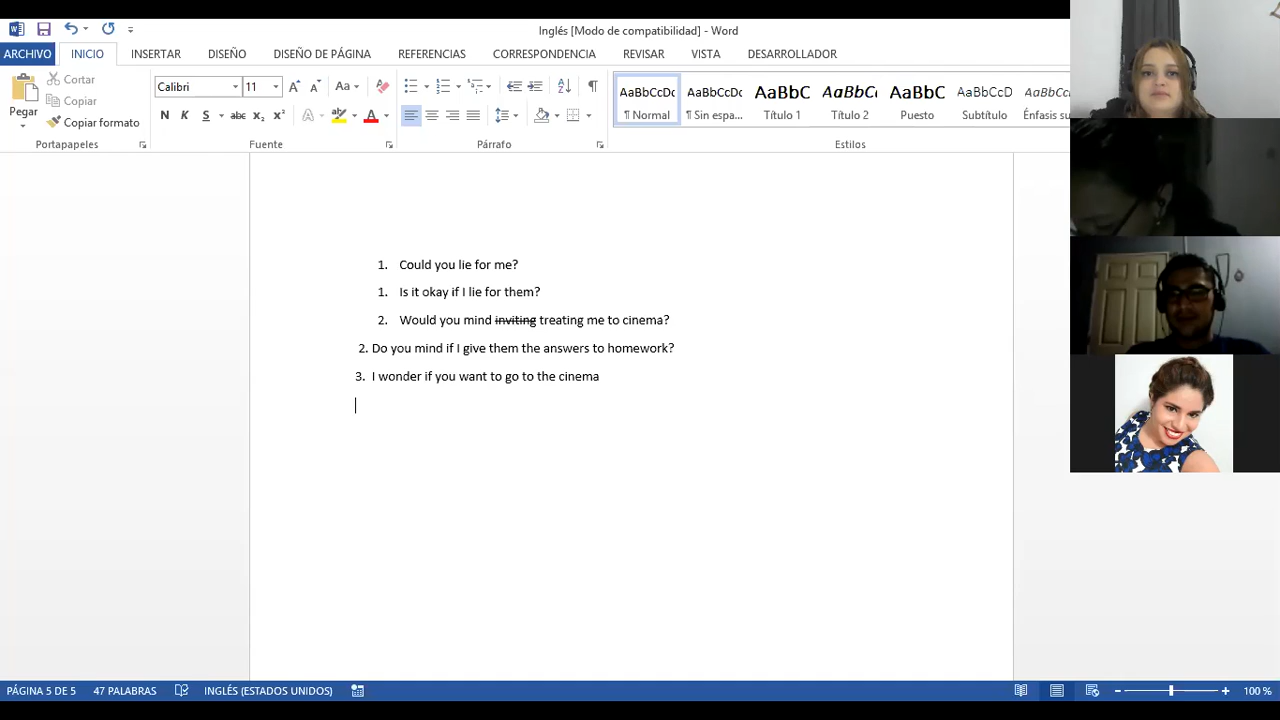 Inglés [Modo de compatibilidad] - Word
ARCHIVO INICIO INSERTAR DISEÑO DISEÑO DE PÁGINA REFERENCIAS CORRESPONDENCIA REVISAR VISTA DESARROLLADOR
Pegar
Cortar
Copiar
Copiar formato
Portapapeles
Calibri 11
N K S abc x₂ x²
Fuente
Párrafo
AaBbCcDc AaBbCcDc AaBbC AaBbCc AaBbC AaBbCcD AaBbCcD
¶ Normal ¶ Sin espa... Título 1 Título 2 Puesto Subtítulo Énfasis su
Estilos
1. Could you lie for me?
1. Is it okay if I lie for them?
2. Would you mind inviting treating me to cinema?
2. Do you mind if I give them the answers to homework?
3. I wonder if you want to go to the cinema
PÁGINA 5 DE 5 47 PALABRAS INGLÉS (ESTADOS UNIDOS) 100 %